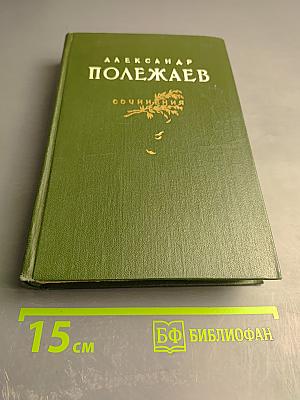 АЛЕКСАНДР
ПОЛЕЖАЕВ
СОЧИНЕНИЯ
15 см
БФ БИБЛИОФАН